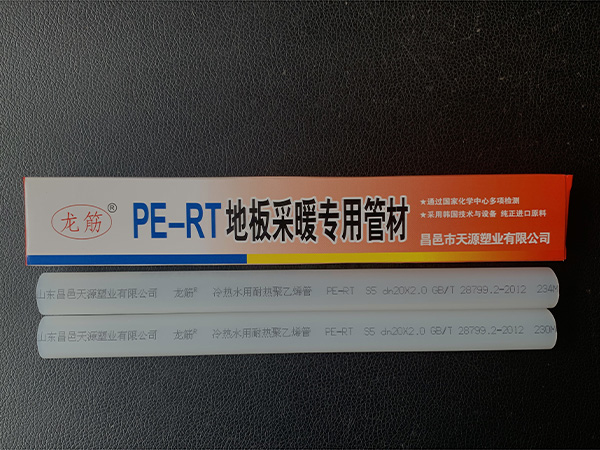 龙筋®
PE-RT地板采暖专用管材
★通过国家化学中心多项检测
★采用韩国技术与设备 纯正进口原料
昌邑市天源塑业有限公司
山东昌邑天源塑业有限公司 龙筋® 冷热水用耐热聚乙烯管 PE-RT S5 dn20X2.0 GB/T 28799.2-2012 234M
山东昌邑天源塑业有限公司 龙筋® 冷热水用耐热聚乙烯管 PE-RT S5 dn20X2.0 GB/T 28799.2-2012 230M